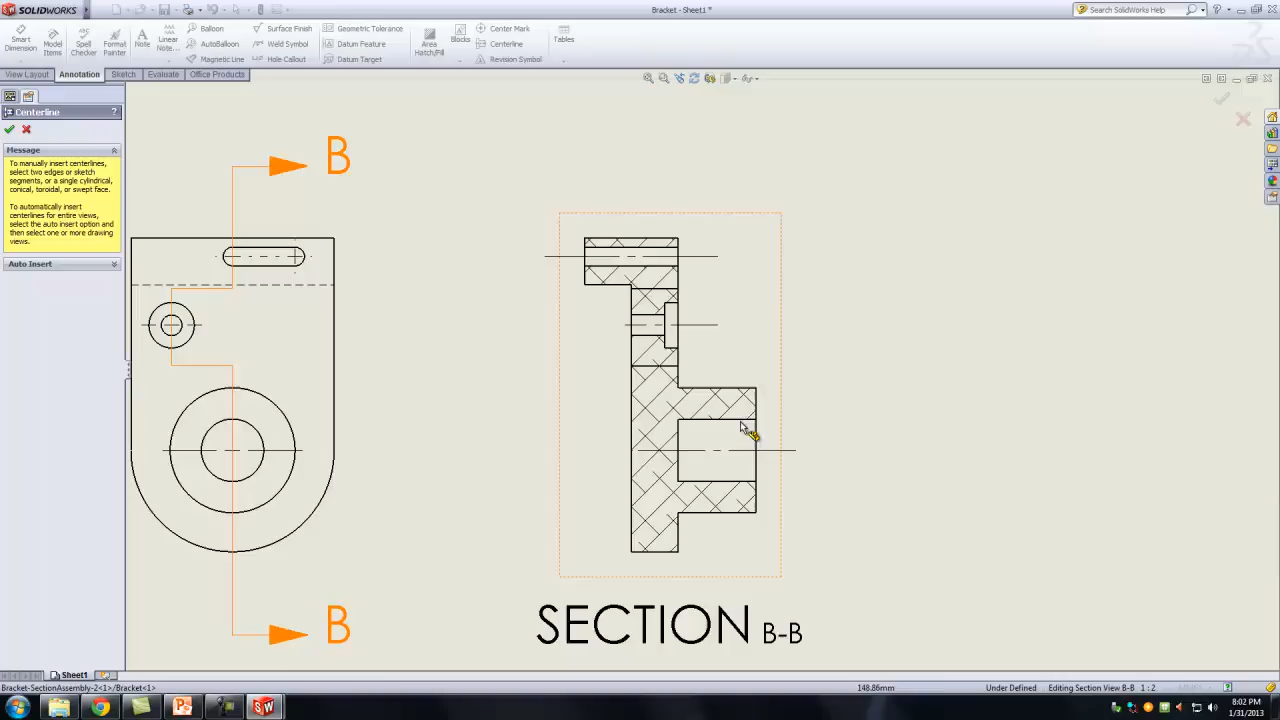 SOLIDWORKS
Bracket - Sheet1 *
Search SolidWorks Help
Smart Dimension
Model Items
Spell Checker
Format Painter
Note
Linear Note...
Balloon
AutoBalloon
Magnetic Line
Surface Finish
Weld Symbol
Hole Callout
Geometric Tolerance
Datum Feature
Datum Target
Area Hatch/Fill
Blocks
Center Mark
Centerline
Revision Symbol
Tables
View Layout Annotation Sketch Evaluate Office Products
Centerline ?
Message
To manually insert centerlines,
select two edges or sketch
segments, or a single cylindrical,
conical, toroidal, or swept face.
To automatically insert
centerlines for entire views,
select the auto insert option and
then select one or more drawing
views.
Auto Insert
B
B
SECTION B-B
Sheet1
Bracket-SectionAssembly-2<1>/Bracket<1> 148.86mm Under Defined Editing Section View B-B 1 : 2
8:02 PM
1/31/2013